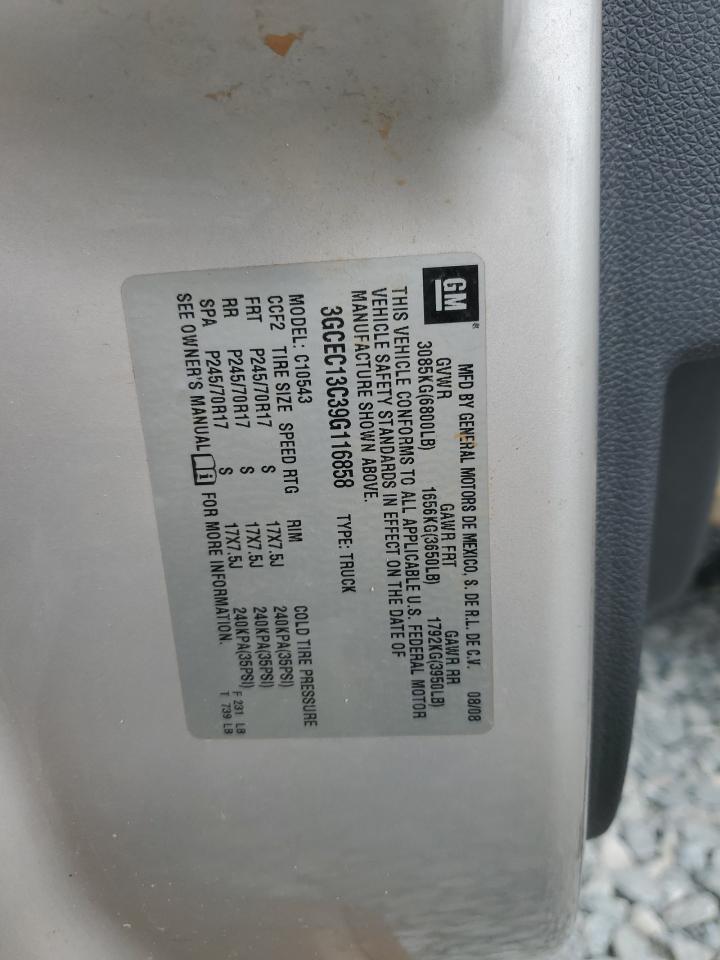 GM ®
MFD BY GENERAL MOTORS DE MEXICO, S. DE R.L. DE C.V. 08/08
GVWR GAWR FRT GAWR RR
3085KG(6800LB) 1656KG(3650LB) 1792KG(3950LB)
THIS VEHICLE CONFORMS TO ALL APPLICABLE U.S. FEDERAL MOTOR
VEHICLE SAFETY STANDARDS IN EFFECT ON THE DATE OF
MANUFACTURE SHOWN ABOVE.
3GCEC13C39G116858 TYPE: TRUCK
MODEL: C10543
CCF2 TIRE SIZE SPEED RTG RIM COLD TIRE PRESSURE
FRT P245/70R17 S 17X7.5J 240KPA(35PSI)
RR P245/70R17 S 17X7.5J 240KPA(35PSI)
SPA P245/70R17 S 17X7.5J 240KPA(35PSI)
SEE OWNER'S MANUAL i FOR MORE INFORMATION.
F 231 LB
T 739 LB